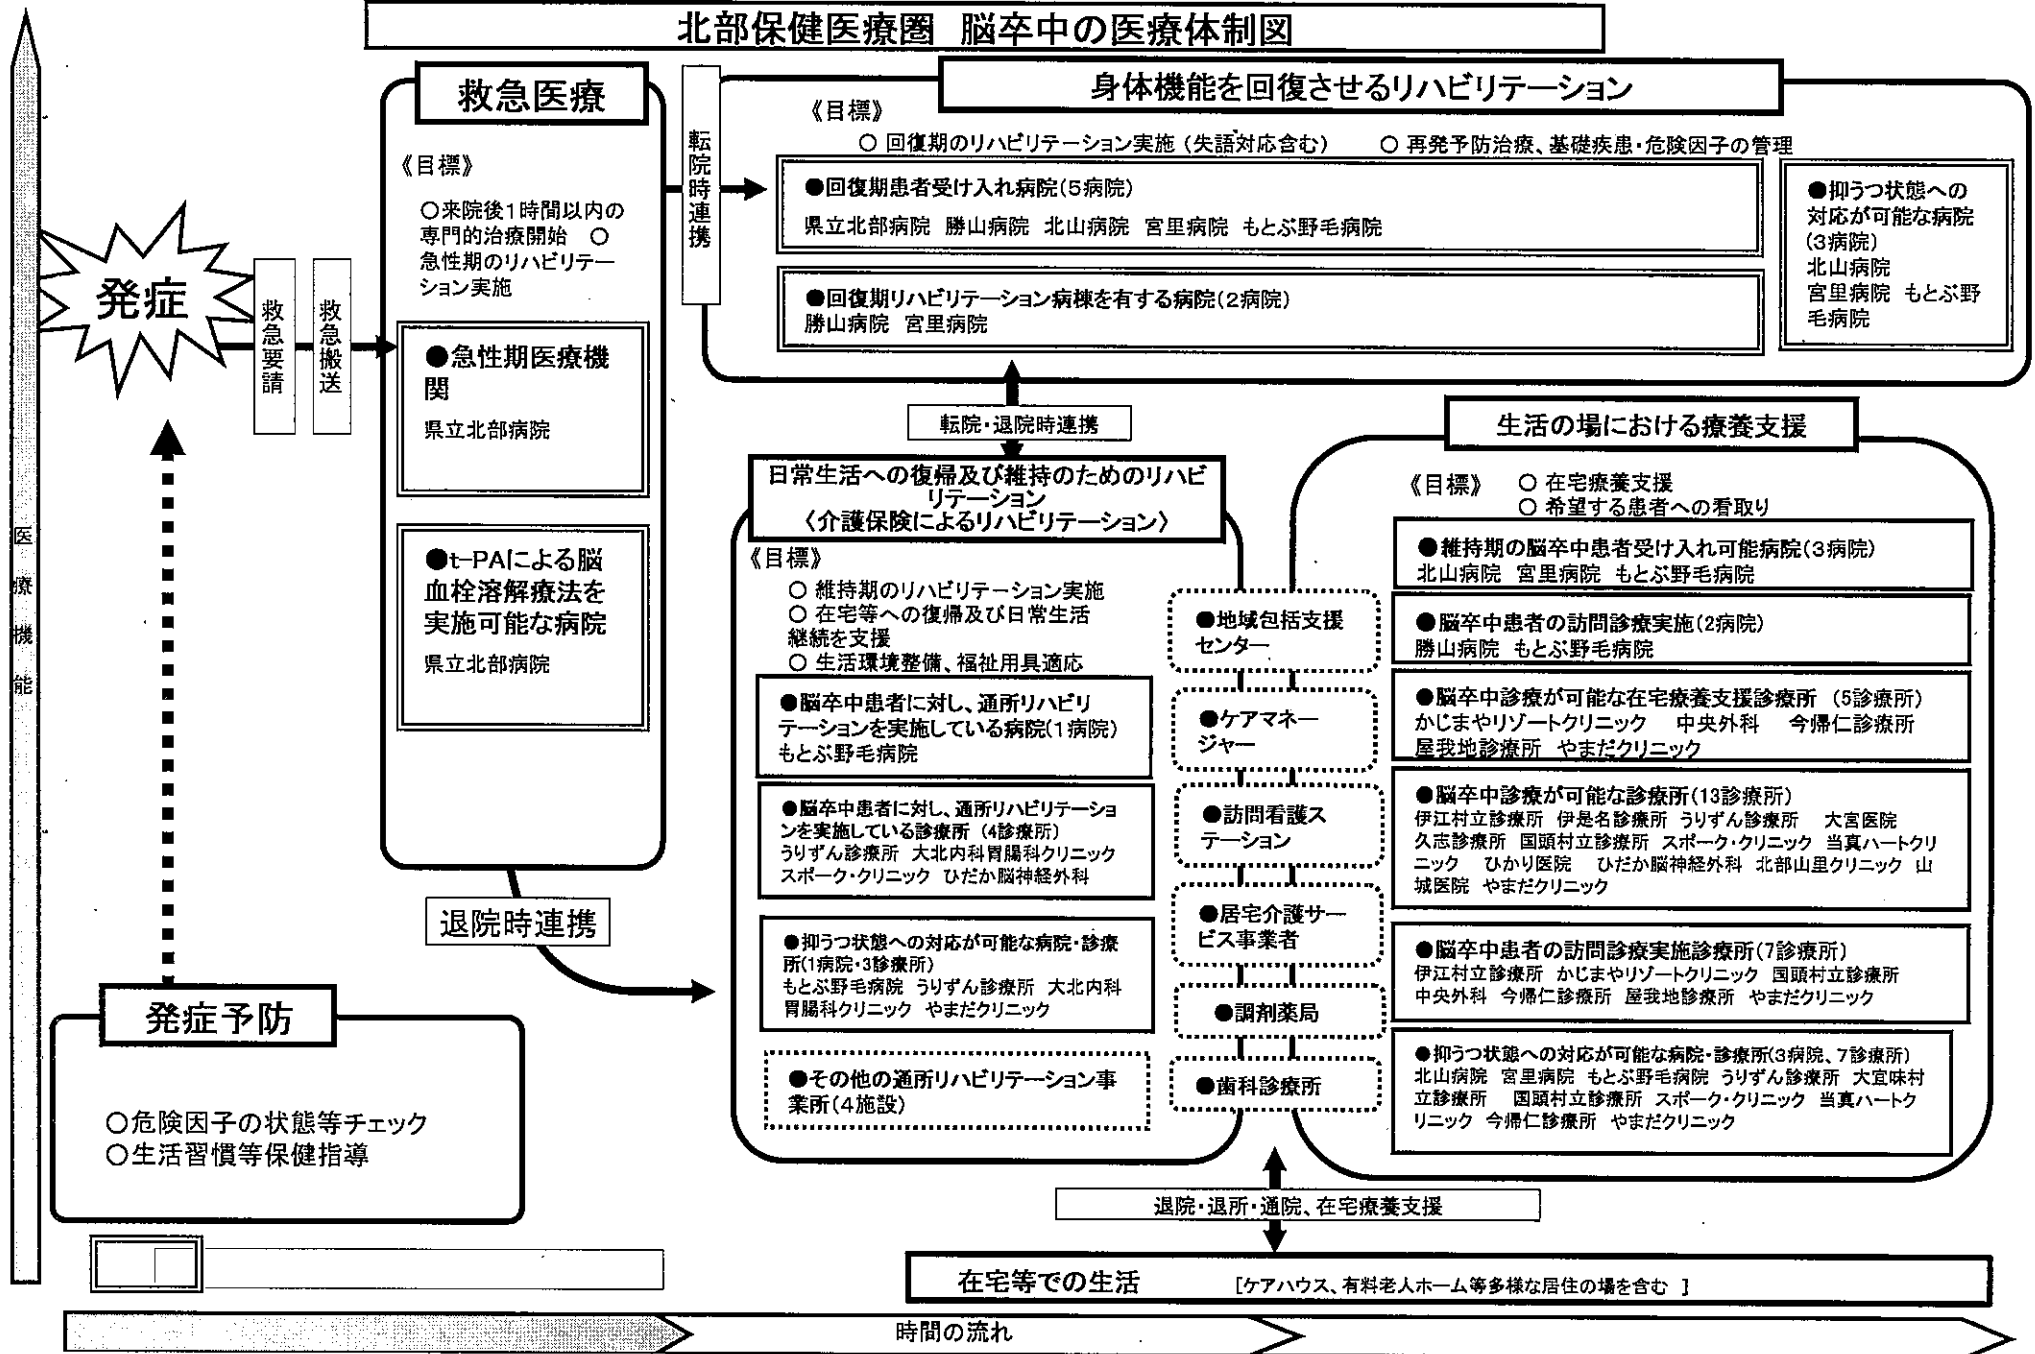 北部保健医療圏 脳卒中の医療体制図
医療機能
発症
救急要請
救急搬送
発症予防
○危険因子の状態等チェック
○生活習慣等保健指導
救急医療
《目標》
○来院後1時間以内の
専門的治療開始 ○
急性期のリハビリテー
ション実施
●急性期医療機
関
県立北部病院
●t-PAによる脳
血栓溶解療法を
実施可能な病院
県立北部病院
退院時連携
転院時連携
身体機能を回復させるリハビリテーション
《目標》
○ 回復期のリハビリテーション実施（失語対応含む） ○ 再発予防治療、基礎疾患・危険因子の管理
●回復期患者受け入れ病院(5病院)
県立北部病院 勝山病院 北山病院 宮里病院 もとぶ野毛病院
●回復期リハビリテーション病棟を有する病院(2病院)
勝山病院 宮里病院
●抑うつ状態への
対応が可能な病院
(3病院)
北山病院
宮里病院 もとぶ野
毛病院
転院・退院時連携
日常生活への復帰及び維持のためのリハビ
リテーション
〈介護保険によるリハビリテーション〉
《目標》
○ 維持期のリハビリテーション実施
○ 在宅等への復帰及び日常生活
継続を支援
○ 生活環境整備、福祉用具適応
●脳卒中患者に対し、通所リハビリ
テーションを実施している病院(1病院)
もとぶ野毛病院
●脳卒中患者に対し、通所リハビリテーショ
ンを実施している診療所 (4診療所)
うりずん診療所 大北内科胃腸科クリニック
スポーク・クリニック ひだか脳神経外科
●抑うつ状態への対応が可能な病院・診療
所(1病院・3診療所)
もとぶ野毛病院 うりずん診療所 大北内科
胃腸科クリニック やまだクリニック
●その他の通所リハビリテーション事
業所(4施設)
●地域包括支援
センター
●ケアマネー
ジャー
●訪問看護ス
テーション
●居宅介護サー
ビス事業者
●調剤薬局
●歯科診療所
生活の場における療養支援
《目標》 ○ 在宅療養支援
○ 希望する患者への看取り
●維持期の脳卒中患者受け入れ可能病院(3病院)
北山病院 宮里病院 もとぶ野毛病院
●脳卒中患者の訪問診療実施(2病院)
勝山病院 もとぶ野毛病院
●脳卒中診療が可能な在宅療養支援診療所 (5診療所)
かじまやリゾートクリニック 中央外科 今帰仁診療所
屋我地診療所 やまだクリニック
●脳卒中診療が可能な診療所(13診療所)
伊江村立診療所 伊是名診療所 うりずん診療所 大宮医院
久志診療所 国頭村立診療所 スポーク・クリニック 当真ハートクリ
ニック ひかり医院 ひだか脳神経外科 北部山里クリニック 山
城医院 やまだクリニック
●脳卒中患者の訪問診療実施診療所(7診療所)
伊江村立診療所 かじまやリゾートクリニック 国頭村立診療所
中央外科 今帰仁診療所 屋我地診療所 やまだクリニック
●抑うつ状態への対応が可能な病院・診療所(3病院、7診療所)
北山病院 宮里病院 もとぶ野毛病院 うりずん診療所 大宜味村
立診療所 国頭村立診療所 スポーク・クリニック 当真ハートク
リニック 今帰仁診療所 やまだクリニック
退院・退所・通院、在宅療養支援
在宅等での生活 [ケアハウス、有料老人ホーム等多様な居住の場を含む ]
時間の流れ